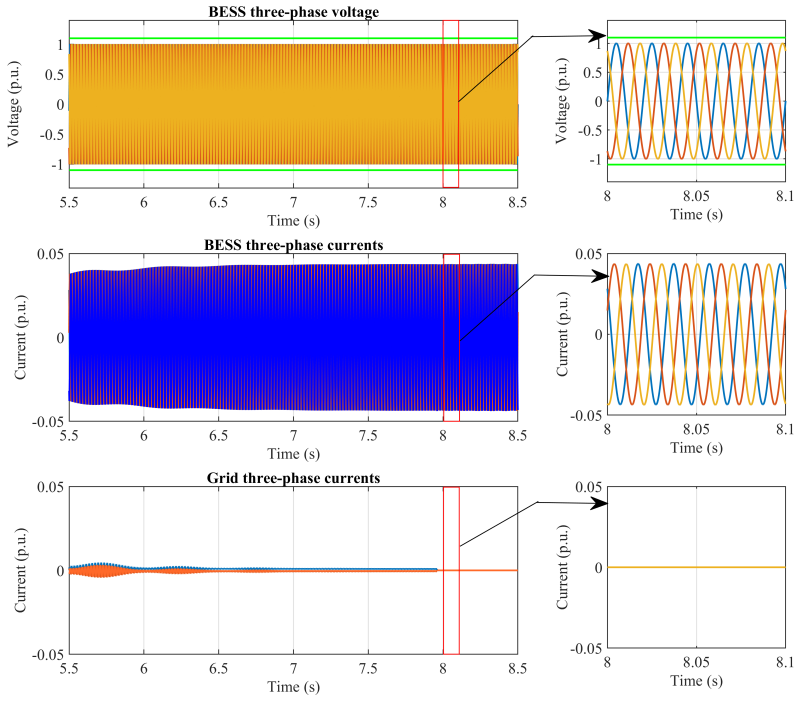 BESS three-phase voltage
1
0.5
0
-0.5
-1
Voltage (p.u.)
5.5 6 6.5 7 7.5 8 8.5
Time (s)
1
0.5
0
-0.5
-1
Voltage (p.u.)
8 8.05 8.1
Time (s)
BESS three-phase currents
0.05
0
-0.05
Current (p.u.)
5.5 6 6.5 7 7.5 8 8.5
Time (s)
0.05
0
-0.05
Current (p.u.)
8 8.05 8.1
Time (s)
Grid three-phase currents
0.05
0
-0.05
Current (p.u.)
5.5 6 6.5 7 7.5 8 8.5
Time (s)
0.05
0
-0.05
Current (p.u.)
8 8.05 8.1
Time (s)